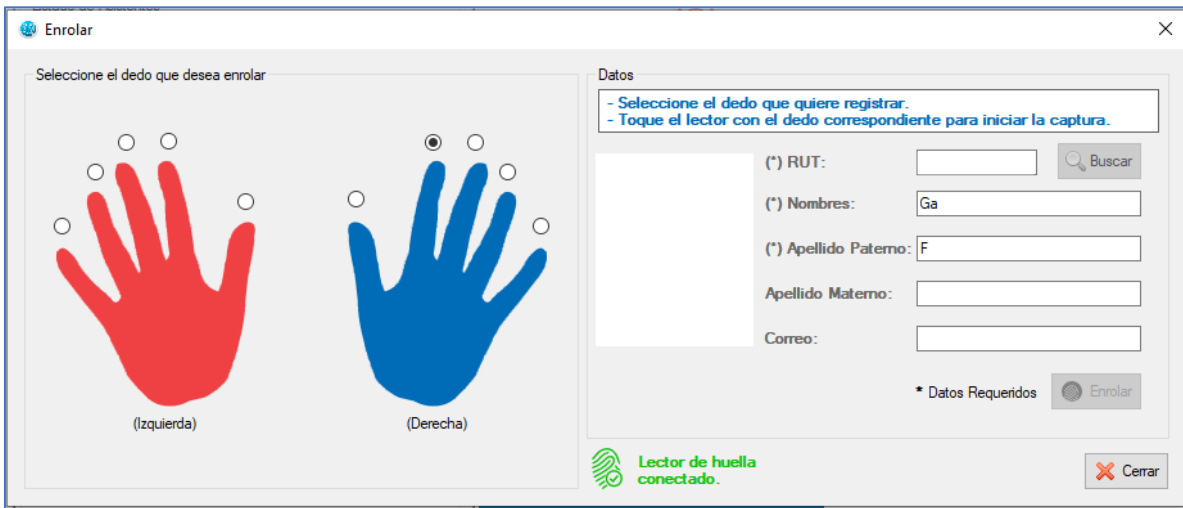 Enrolar
Seleccione el dedo que desea enrolar
(Izquierda)
(Derecha)
Datos
- Seleccione el dedo que quiere registrar.
- Toque el lector con el dedo correspondiente para iniciar la captura.
(*) RUT:
Buscar
(*) Nombres: Ga
(*) Apellido Paterno: F
Apellido Materno:
Correo:
* Datos Requeridos
Enrolar
Lector de huella
conectado.
Cerrar